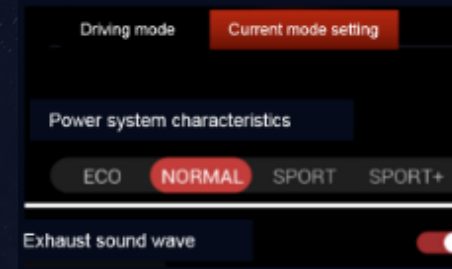 Driving mode Current mode setting
Power system characteristics
ECO NORMAL SPORT SPORT+
Exhaust sound wave